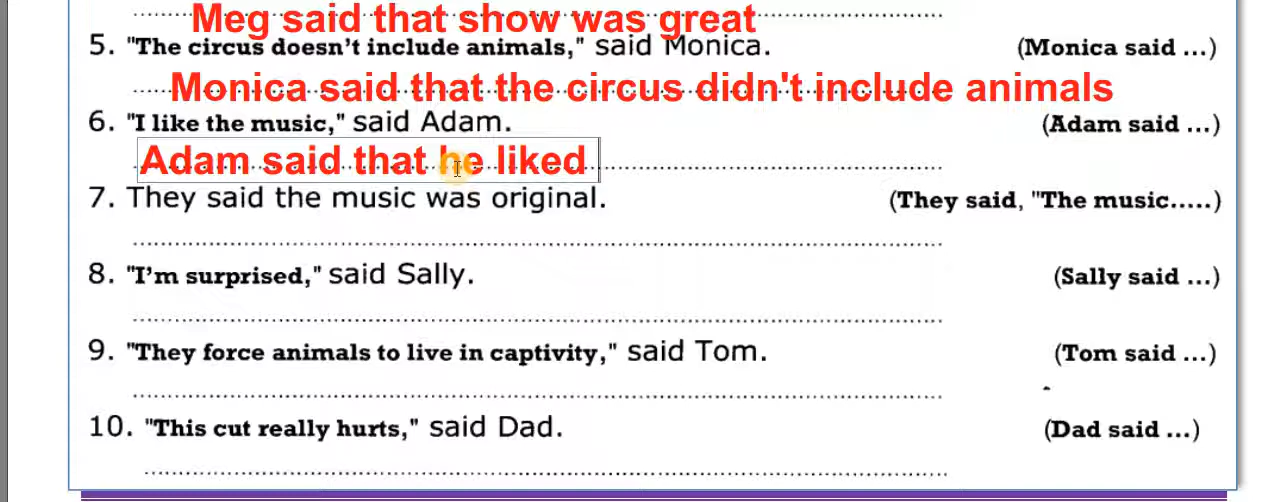 Meg said that show was great
5. "The circus doesn't include animals," said Monica. (Monica said ...)
Monica said that the circus didn't include animals
6. "I like the music," said Adam. (Adam said ...)
Adam said that he liked
7. They said the music was original. (They said, "The music.....)
8. "I'm surprised," said Sally. (Sally said ...)
9. "They force animals to live in captivity," said Tom. (Tom said ...)
10. "This cut really hurts," said Dad. (Dad said ...)